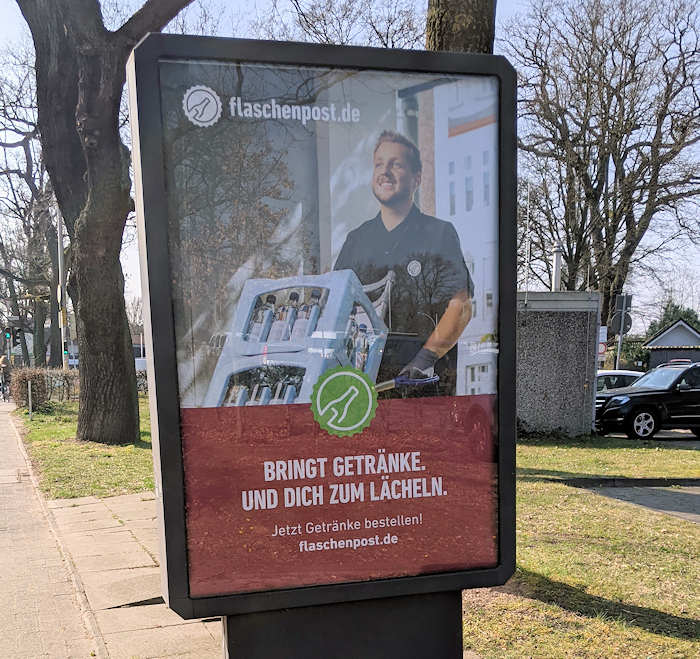 flaschenpost.de
BRINGT GETRÄNKE.
UND DICH ZUM LÄCHELN.
Jetzt Getränke bestellen!
flaschenpost.de